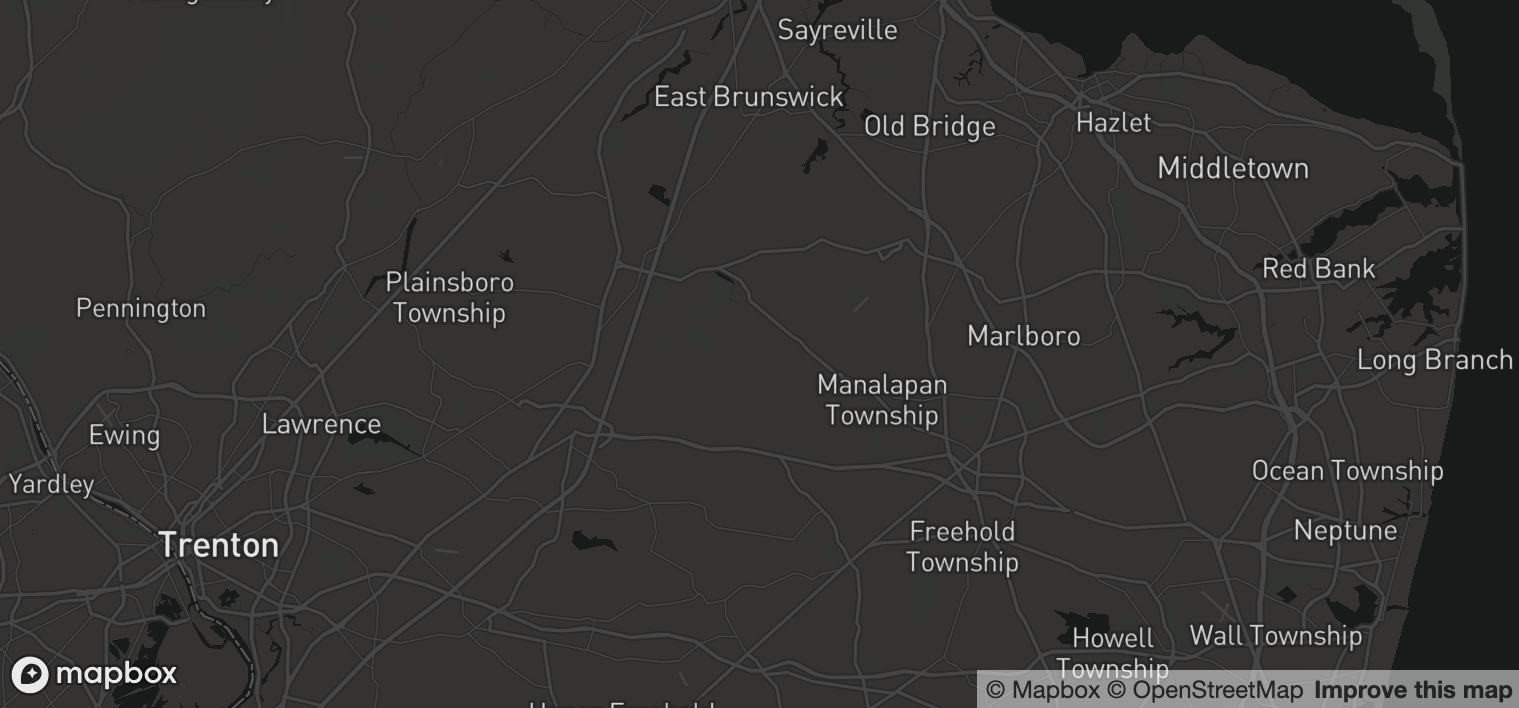 Sayreville
East Brunswick
Old Bridge
Hazlet
Middletown
Red Bank
Plainsboro
Township
Pennington
Marlboro
Long Branch
Manalapan
Township
Lawrence
Ewing
Ocean Township
Yardley
Freehold
Township
Neptune
Trenton
Howell
Township
Wall Township
mapbox
© Mapbox © OpenStreetMap Improve this map